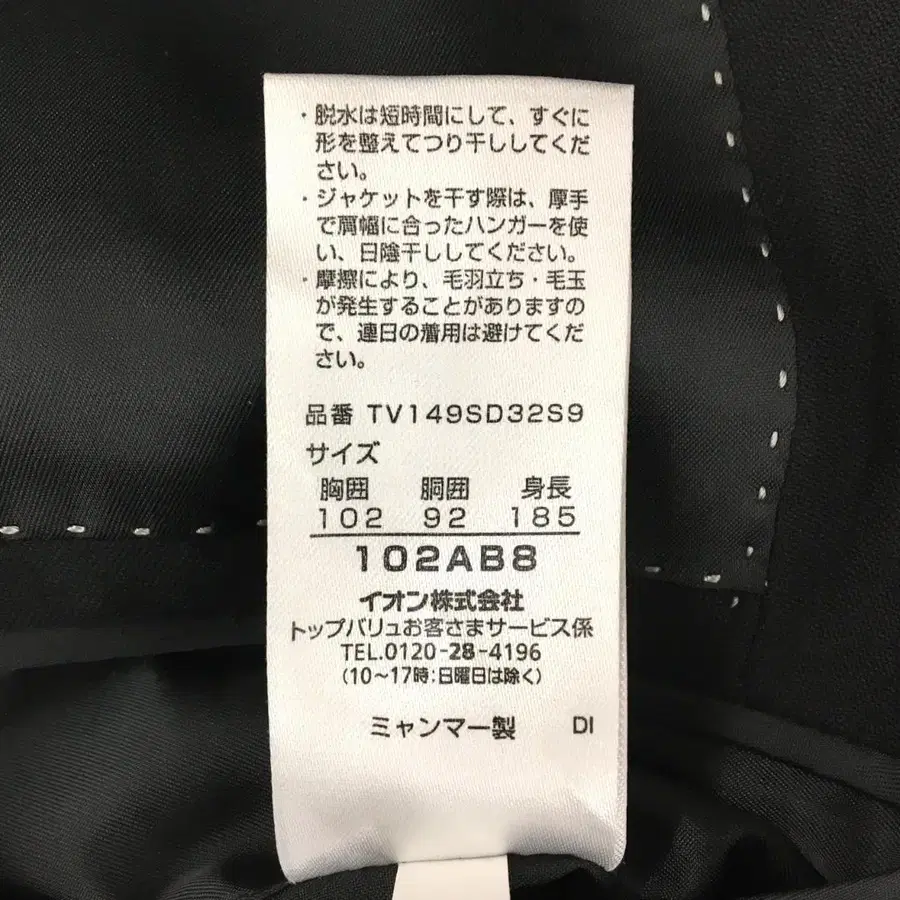 ・脱水は短時間にして、すぐに
形を整えてつり干ししてくだ
さい。
・ジャケットを干す際は、厚手
で肩幅に合ったハンガーを使
い、日陰干ししてください。
・摩擦により、毛羽立ち・毛玉
が発生することがありますの
で、連日の着用は避けてくだ
さい。
品番 TV149SD32S9
サイズ
胸囲 胴囲 身長
102 92 185
102AB8
イオン株式会社
トップバリュお客さまサービス係
TEL.0120-28-4196
(10～17時:日曜日は除く)
ミャンマー製 DI